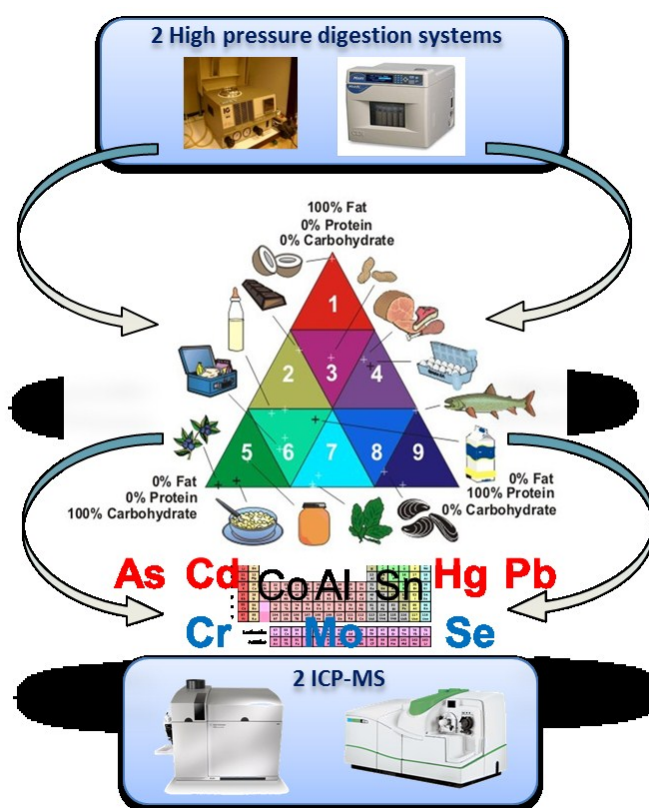 2 High pressure digestion systems
100% Fat
0% Protein
0% Carbohydrate
1
2
3
4
5
6
7
8
9
0% Fat
0% Protein
100% Carbohydrate
0% Fat
100% Protein
0% Carbohydrate
As Cd Co Al Sn Hg Pb
Cr Mo Se
2 ICP-MS